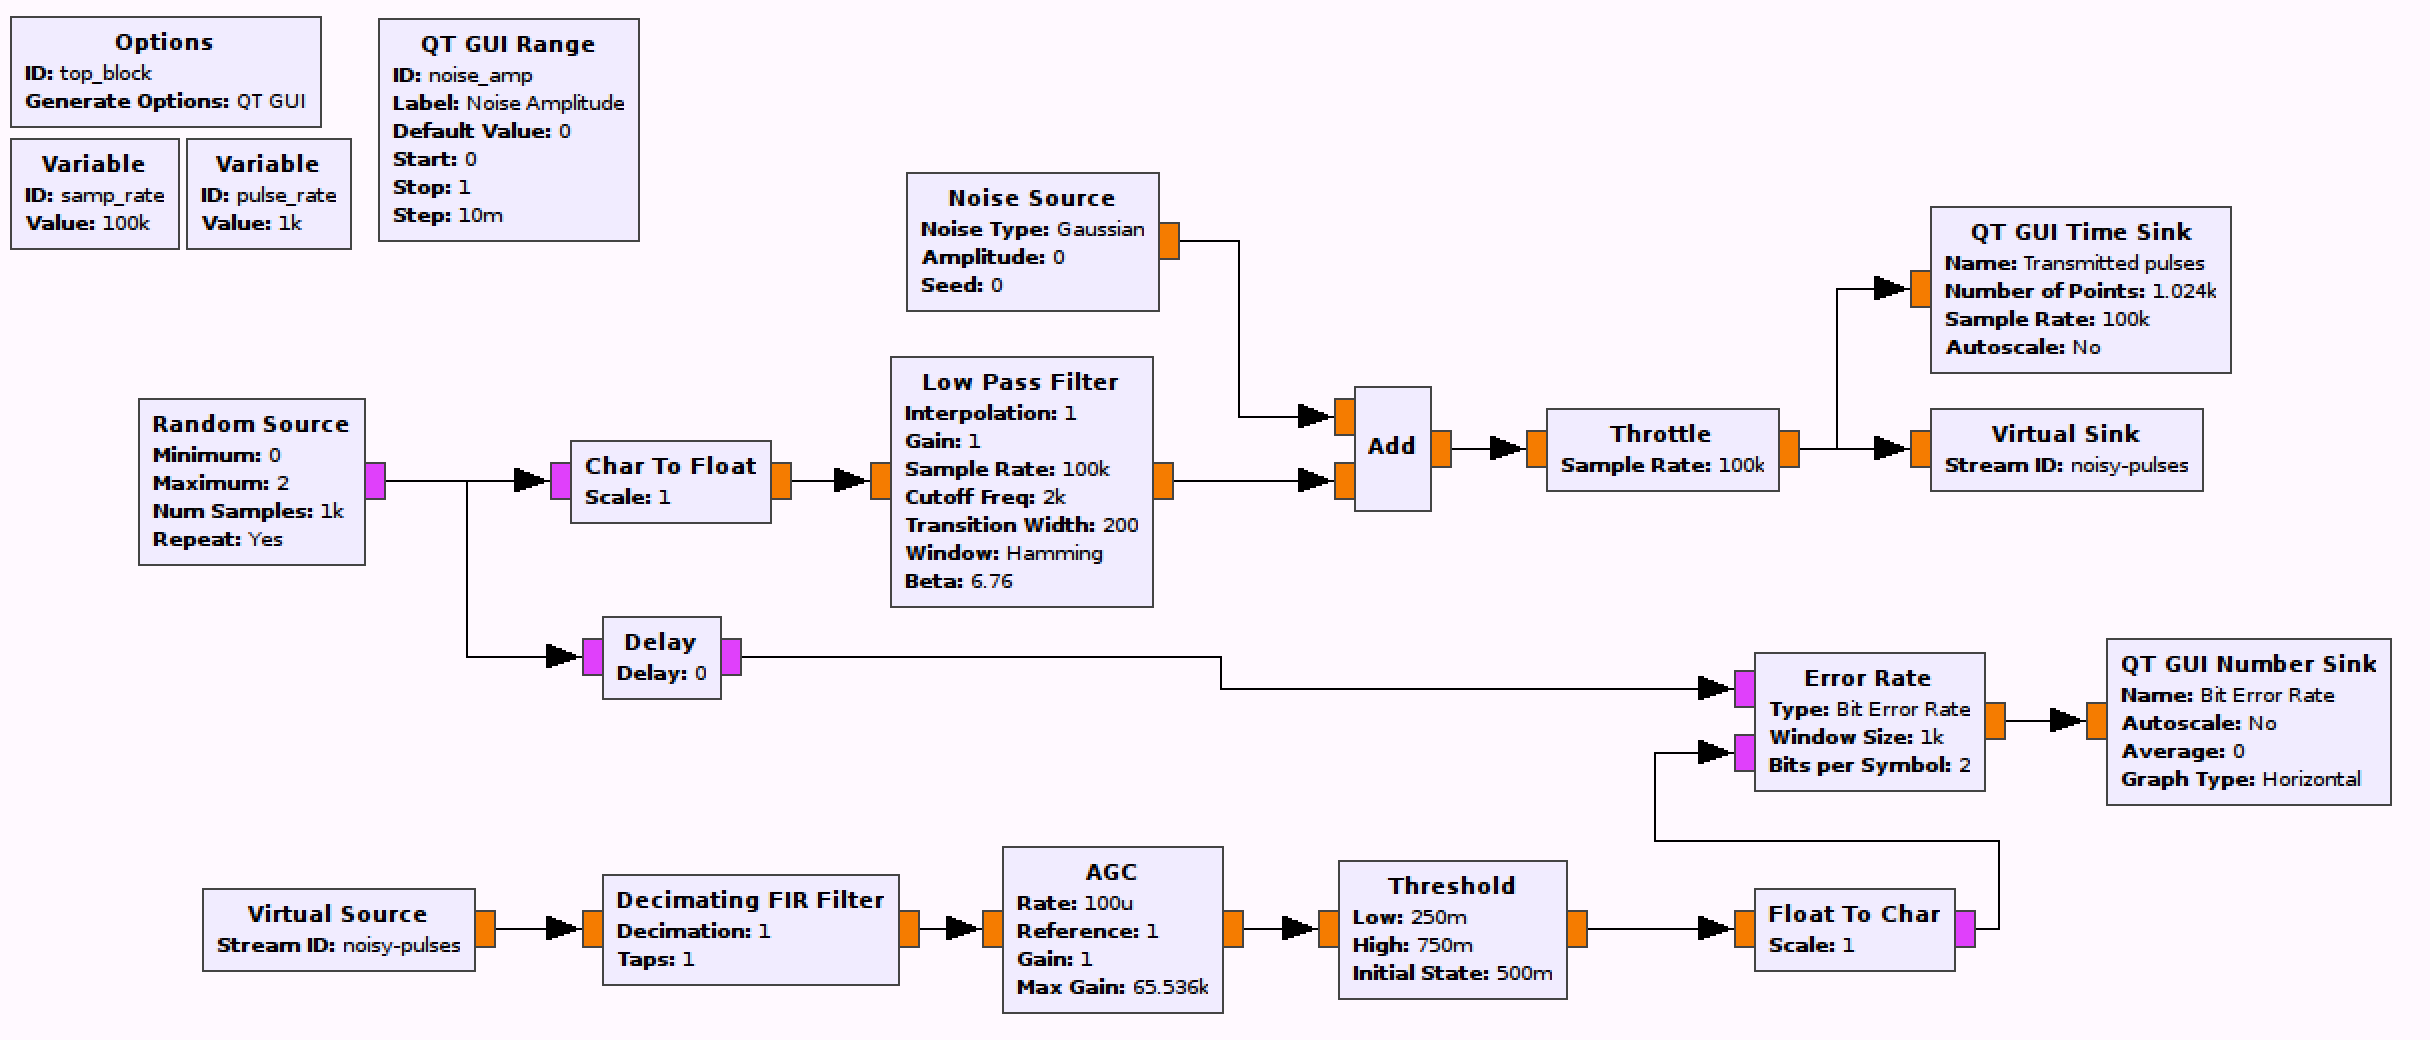 Options
ID: top_block
Generate Options: QT GUI
Variable
ID: samp_rate
Value: 100k
Variable
ID: pulse_rate
Value: 1k
QT GUI Range
ID: noise_amp
Label: Noise Amplitude
Default Value: 0
Start: 0
Stop: 1
Step: 10m
Noise Source
Noise Type: Gaussian
Amplitude: 0
Seed: 0
QT GUI Time Sink
Name: Transmitted pulses
Number of Points: 1.024k
Sample Rate: 100k
Autoscale: No
Random Source
Minimum: 0
Maximum: 2
Num Samples: 1k
Repeat: Yes
Char To Float
Scale: 1
Low Pass Filter
Interpolation: 1
Gain: 1
Sample Rate: 100k
Cutoff Freq: 2k
Transition Width: 200
Window: Hamming
Beta: 6.76
Add
Throttle
Sample Rate: 100k
Virtual Sink
Stream ID: noisy-pulses
Delay
Delay: 0
Error Rate
Type: Bit Error Rate
Window Size: 1k
Bits per Symbol: 2
QT GUI Number Sink
Name: Bit Error Rate
Autoscale: No
Average: 0
Graph Type: Horizontal
Virtual Source
Stream ID: noisy-pulses
Decimating FIR Filter
Decimation: 1
Taps: 1
AGC
Rate: 100u
Reference: 1
Gain: 1
Max Gain: 65.536k
Threshold
Low: 250m
High: 750m
Initial State: 500m
Float To Char
Scale: 1